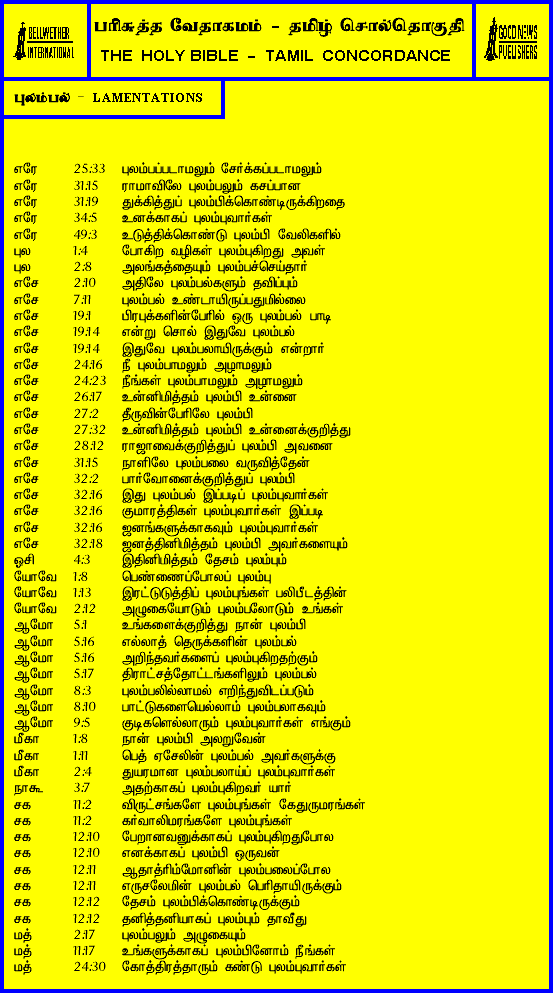 BELLWETHER
INTERNATIONAL
பரிசுத்த வேதாகமம் - தமிழ் சொல்தொகுதி
THE HOLY BIBLE - TAMIL CONCORDANCE
GOOD NEWS
PUBLISHERS
புலம்பல் - LAMENTATIONS
எரே 25:33 புலம்பப்படாமலும் சேர்க்கப்படாமலும்
எரே 31:15 ராமாவிலே புலம்பலும் கசப்பான
எரே 31:19 துக்கித்துப் புலம்பிக்கொண்டிருக்கிறதை
எரே 34:5 உனக்காகப் புலம்புவார்கள்
எரே 49:3 உடுத்திக்கொண்டு புலம்பி வேலிகளில்
புல 1:4 போகிற வழிகள் புலம்புகிறது அவள்
புல 2:8 அலங்கத்தையும் புலம்பச்செய்தார்
எசே 2:10 அதிலே புலம்பல்களும் தவிப்பும்
எசே 7:11 புலம்பல் உண்டாயிருப்பதுமில்லை
எசே 19:1 பிரபுக்களின்பேரில் ஒரு புலம்பல் பாடி
எசே 19:14 என்று சொல் இதுவே புலம்பல்
எசே 19:14 இதுவே புலம்பலாயிருக்கும் என்றார்
எசே 24:16 நீ புலம்பாமலும் அழாமலும்
எசே 24:23 நீங்கள் புலம்பாமலும் அழாமலும்
எசே 26:17 உன்னிமித்தம் புலம்பி உன்னை
எசே 27:2 தீருவின்பேரிலே புலம்பி
எசே 27:32 உன்னிமித்தம் புலம்பி உன்னைக்குறித்து
எசே 28:12 ராஜாவைக்குறித்துப் புலம்பி அவனை
எசே 31:15 நாளிலே புலம்பலை வருவித்தேன்
எசே 32:2 பார்வோனைக்குறித்துப் புலம்பி
எசே 32:16 இது புலம்பல் இப்படிப் புலம்புவார்கள்
எசே 32:16 குமாரத்திகள் புலம்புவார்கள் இப்படி
எசே 32:16 ஜனங்களுக்காகவும் புலம்புவார்கள்
எசே 32:18 ஜனத்தினிமித்தம் புலம்பி அவர்களையும்
ஓசி 4:3 இதினிமித்தம் தேசம் புலம்பும்
யோவே 1:8 பெண்ணைப்போலப் புலம்பு
யோவே 1:13 இரட்டுடுத்திப் புலம்புங்கள் பலிபீடத்தின்
யோவே 2:12 அழுகையோடும் புலம்பலோடும் உங்கள்
ஆமோ 5:1 உங்களைக்குறித்து நான் புலம்பி
ஆமோ 5:16 எல்லாத் தெருக்களின் புலம்பல்
ஆமோ 5:16 அறிந்தவர்களைப் புலம்புகிறதற்கும்
ஆமோ 5:17 திராட்சத்தோட்டங்களிலும் புலம்பல்
ஆமோ 8:3 புலம்பலில்லாமல் எறிந்துவிடப்படும்
ஆமோ 8:10 பாட்டுகளையெல்லாம் புலம்பலாகவும்
ஆமோ 9:5 குடிகளெல்லாரும் புலம்புவார்கள் எங்கும்
மீகா 1:8 நான் புலம்பி அலறுவேன்
மீகா 1:11 பெத் ஏசேலின் புலம்பல் அவர்களுக்கு
மீகா 2:4 துயரமான புலம்பலாய்ப் புலம்புவார்கள்
நாகூ 3:7 அதற்காகப் புலம்புகிறவர் யார்
சக 11:2 விருட்சங்களே புலம்புங்கள் கேதுருமரங்கள்
சக 11:2 கர்வாலிமரங்களே புலம்புங்கள்
சக 12:10 பேறானவனுக்காகப் புலம்புகிறதுபோல
சக 12:10 எனக்காகப் புலம்பி ஒருவன்
சக 12:11 ஆதாத்ரிம்மோனின் புலம்பலைப்போல
சக 12:11 எருசலேமின் புலம்பல் பெரிதாயிருக்கும்
சக 12:12 தேசம் புலம்பிக்கொண்டிருக்கும்
சக 12:12 தனித்தனியாகப் புலம்பும் தாவீது
மத் 2:17 புலம்பலும் அழுகையும்
மத் 11:17 உங்களுக்காகப் புலம்பினோம் நீங்கள்
மத் 24:30 கோத்திரத்தாரும் கண்டு புலம்புவார்கள்